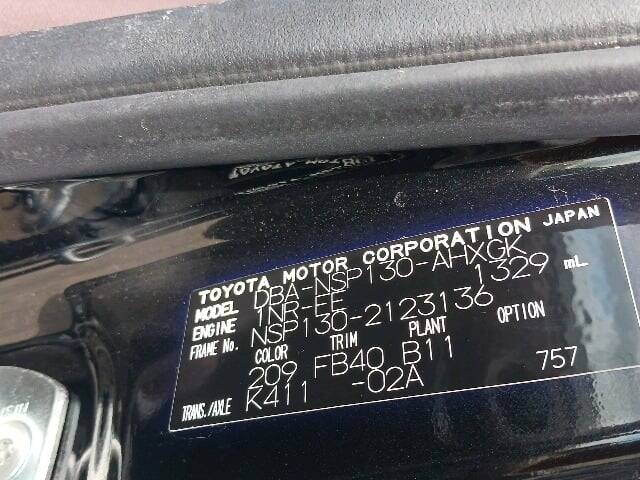 TOYOTA MOTOR CORPORATION JAPAN
MODEL DBA-NSP130-AHXGK
ENGINE 1NR-FE 1329 mL
FRAME No. NSP130-2123136
COLOR TRIM PLANT OPTION
209 FB40 B11
TRANS./AXLE K411 -02A 757